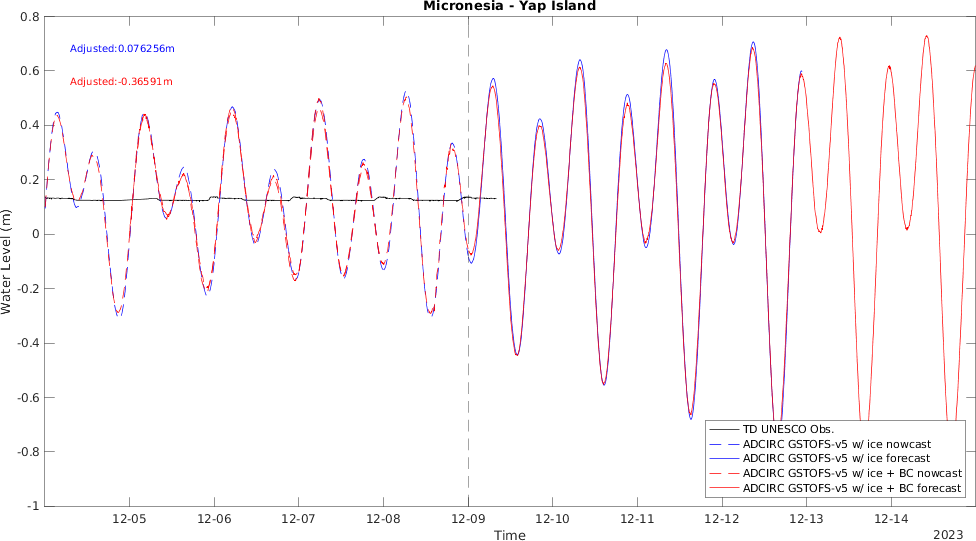 Micronesia - Yap Island
Adjusted:0.076256m
Adjusted:-0.36591m
Water Level (m)
0.8
0.6
0.4
0.2
0
-0.2
-0.4
-0.6
-0.8
-1
TD UNESCO Obs.
ADCIRC GSTOFS-v5 w/ ice nowcast
ADCIRC GSTOFS-v5 w/ ice forecast
ADCIRC GSTOFS-v5 w/ ice + BC nowcast
ADCIRC GSTOFS-v5 w/ ice + BC forecast
12-05 12-06 12-07 12-08 12-09 12-10 12-11 12-12 12-13 12-14
Time
2023